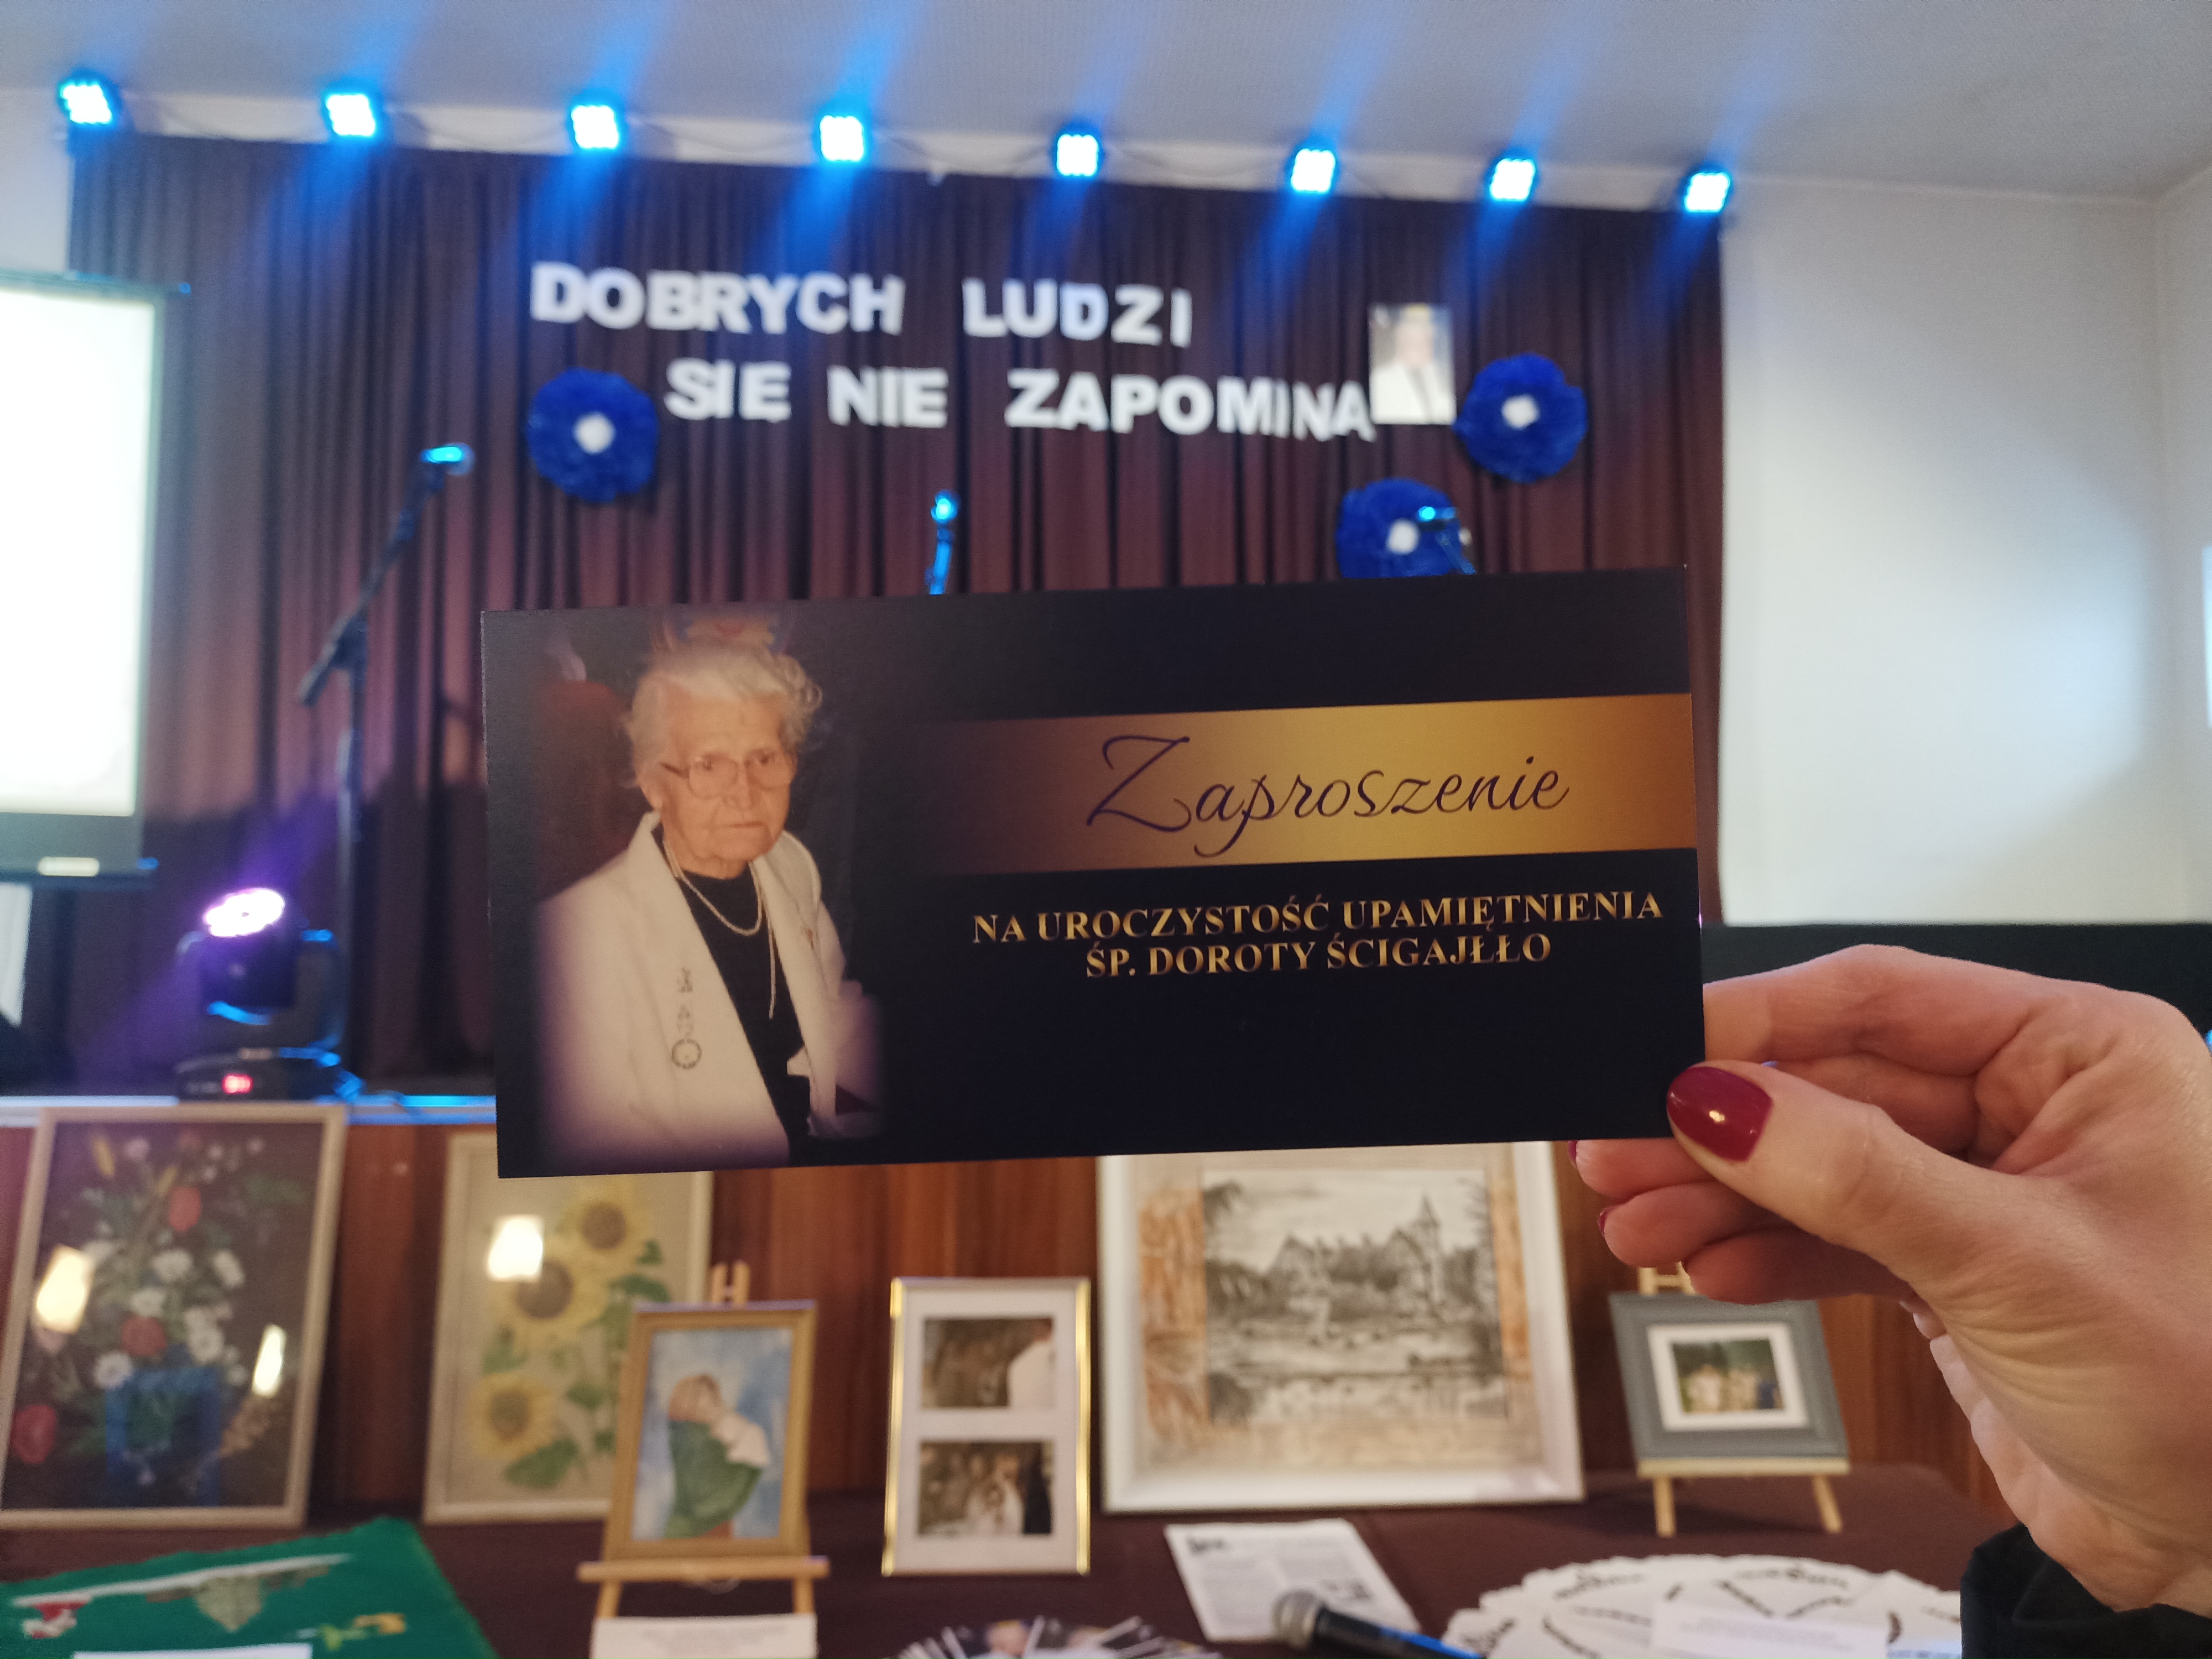 DOBRYCH LUDZI
SIĘ NIE ZAPOMINA
Zaproszenie
NA UROCZYSTOŚĆ UPAMIĘTNIENIA
ŚP. DOROTY ŚCIGAJŁŁO